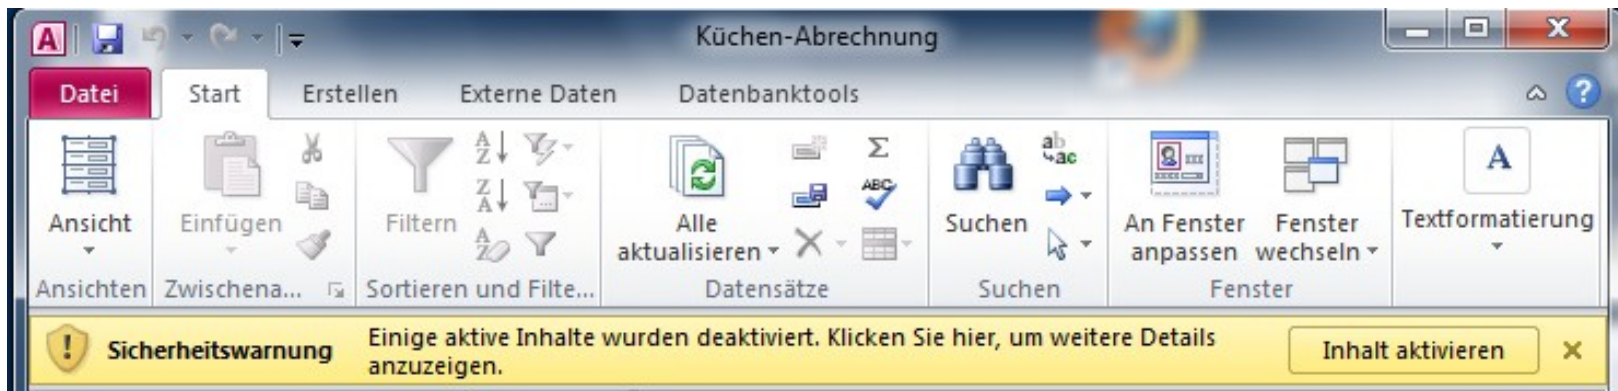 Küchen-Abrechnung
Datei Start Erstellen Externe Daten Datenbanktools
Ansicht Einfügen Filtern Alle aktualisieren Suchen An Fenster anpassen Fenster wechseln Textformatierung
Ansichten Zwischena... Sortieren und Filte... Datensätze Suchen Fenster
Sicherheitswarnung Einige aktive Inhalte wurden deaktiviert. Klicken Sie hier, um weitere Details
anzuzeigen.
Inhalt aktivieren